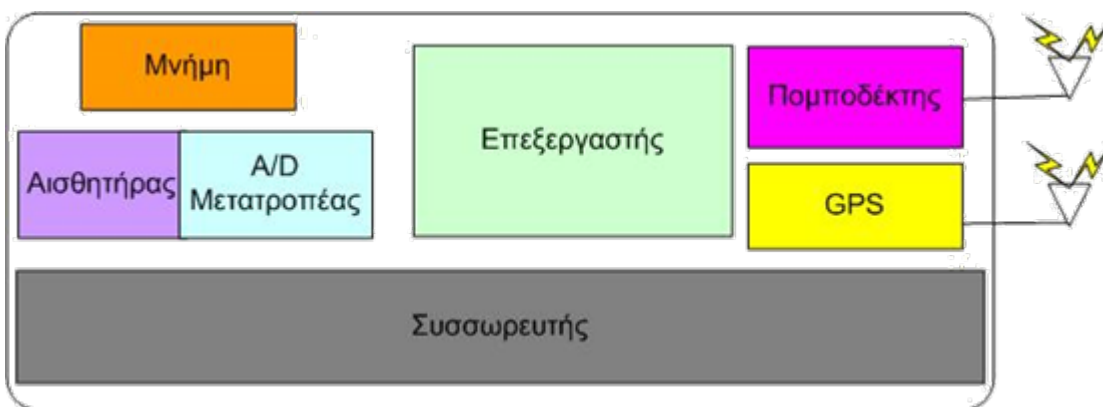 Μνήμη
Επεξεργαστής
Πομποδέκτης
Αισθητήρας
A/D
Μετατροπέας
GPS
Συσσωρευτής